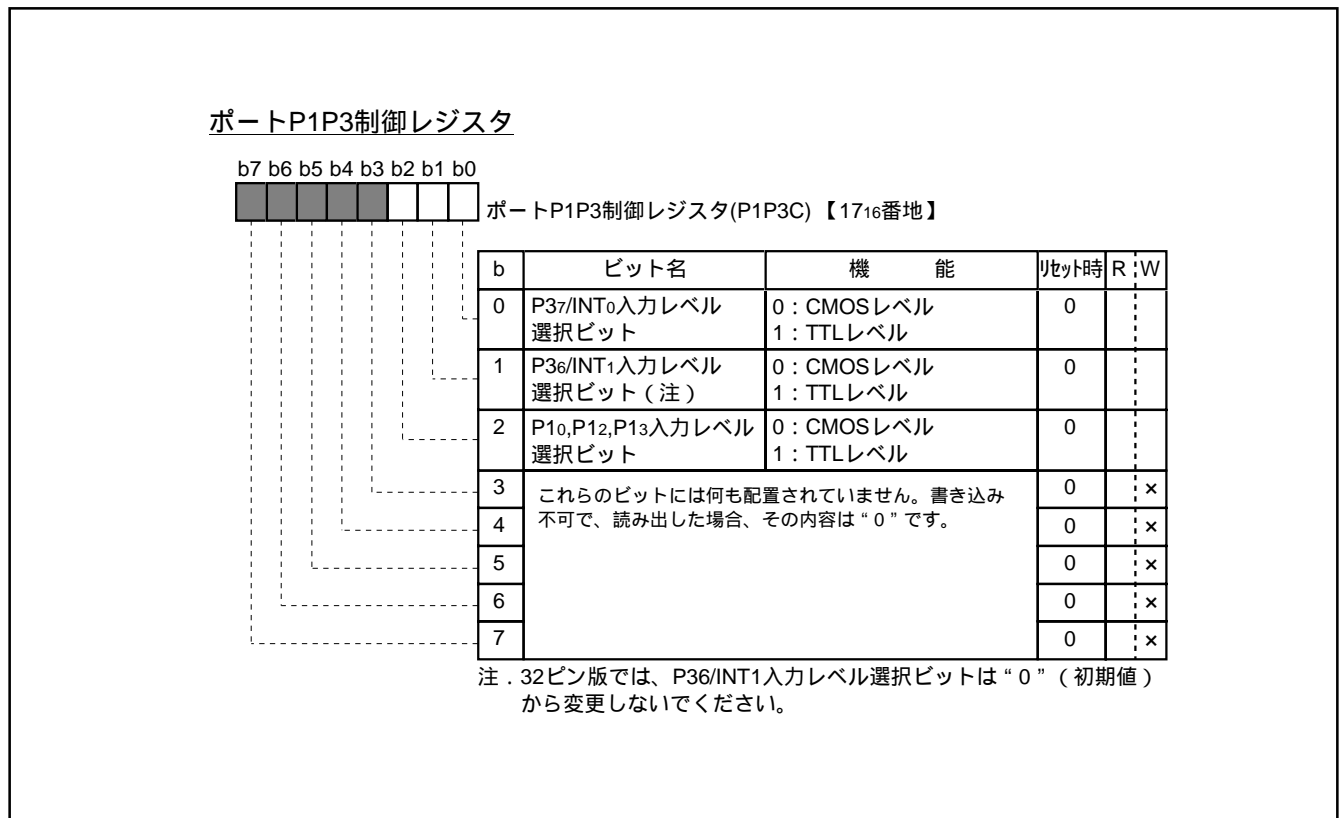 ポートP1P3制御レジスタ
b7 b6 b5 b4 b3 b2 b1 b0
ポートP1P3制御レジスタ(P1P3C) 【1716番地】
b ビット名 機 能 リセット時 R W
0 P37/INT0入力レベル 0：CMOSレベル 0
選択ビット 1：TTLレベル
1 P36/INT1入力レベル 0：CMOSレベル 0
選択ビット（注） 1：TTLレベル
2 P10,P12,P13入力レベル 0：CMOSレベル 0
選択ビット 1：TTLレベル
3 これらのビットには何も配置されていません。書き込み 0 ×
4 不可で、読み出した場合、その内容は“0”です。 0 ×
5 0 ×
6 0 ×
7 0 ×
注．32ピン版では、P36/INT1入力レベル選択ビットは“0”（初期値）
から変更しないでください。